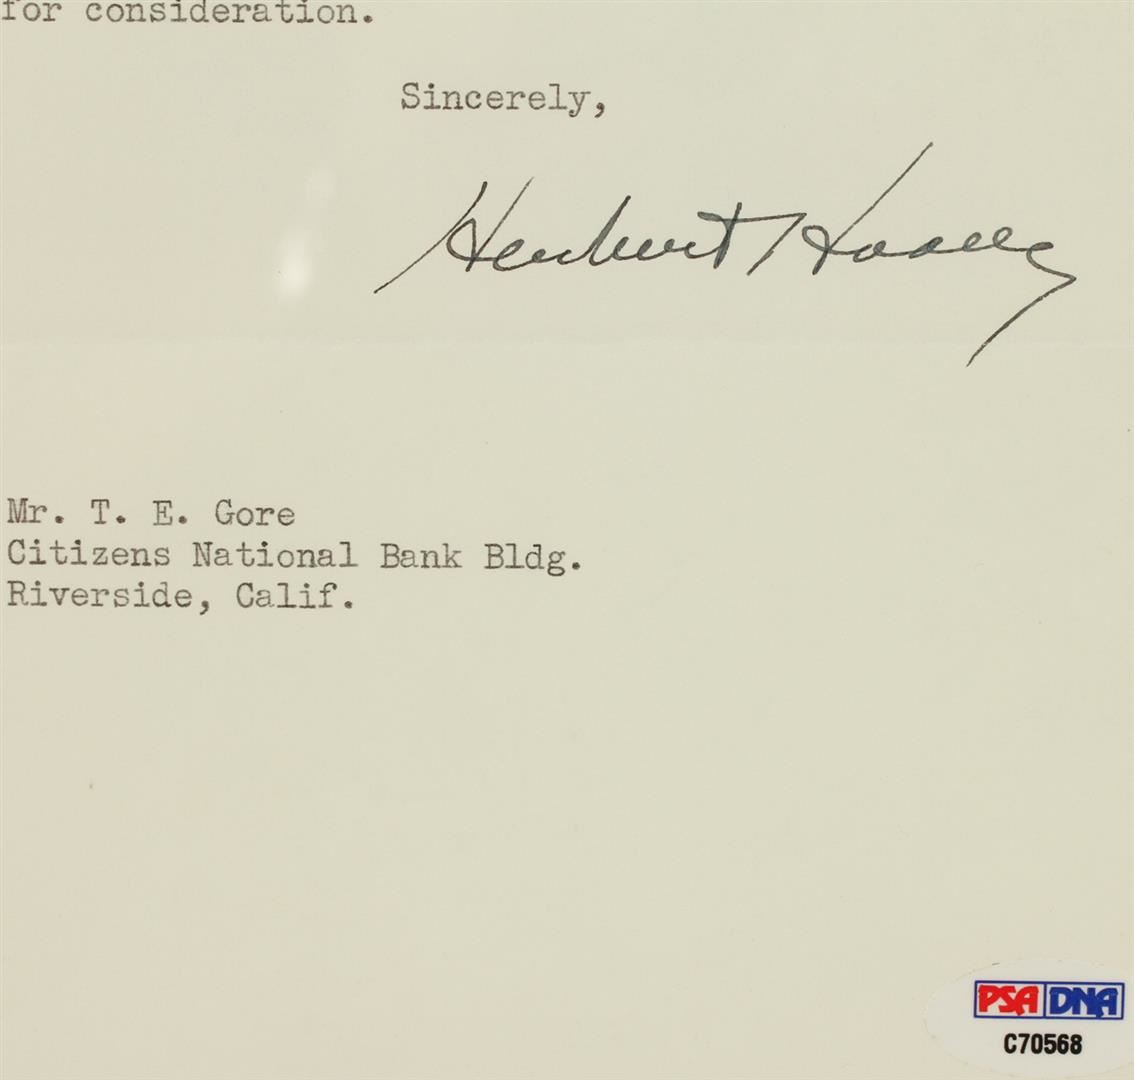 for consideration.
Sincerely,
Herbert Hoover
Mr. T. E. Gore
Citizens National Bank Bldg.
Riverside, Calif.
PSA DNA
C70568